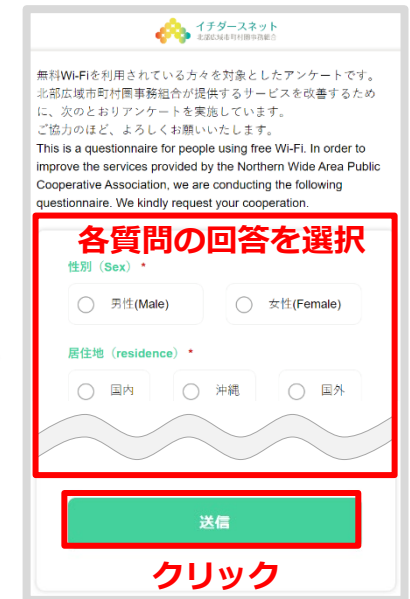 イチダースネット
北部広域市町村圏事務組合
無料Wi-Fiを利用されている方々を対象としたアンケートです。
北部広域市町村圏事務組合が提供するサービスを改善するため
に、次のとおりアンケートを実施しています。
ご協力のほど、よろしくお願いいたします。
This is a questionnaire for people using free Wi-Fi. In order to
improve the services provided by the Northern Wide Area Public
Cooperative Association, we are conducting the following
questionnaire. We kindly request your cooperation.
各質問の回答を選択
性別（Sex）*
男性(Male) 女性(Female)
居住地（residence）*
国内 沖縄 国外
送信
クリック